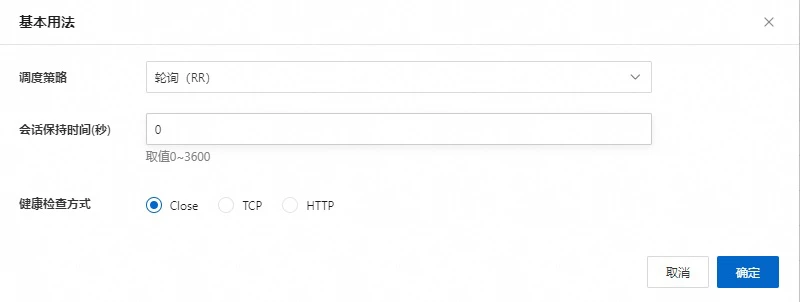 基本用法
调度策略
轮询（RR）
会话保持时间(秒)
0
取值0~3600
健康检查方式
Close
TCP
HTTP
取消
确定